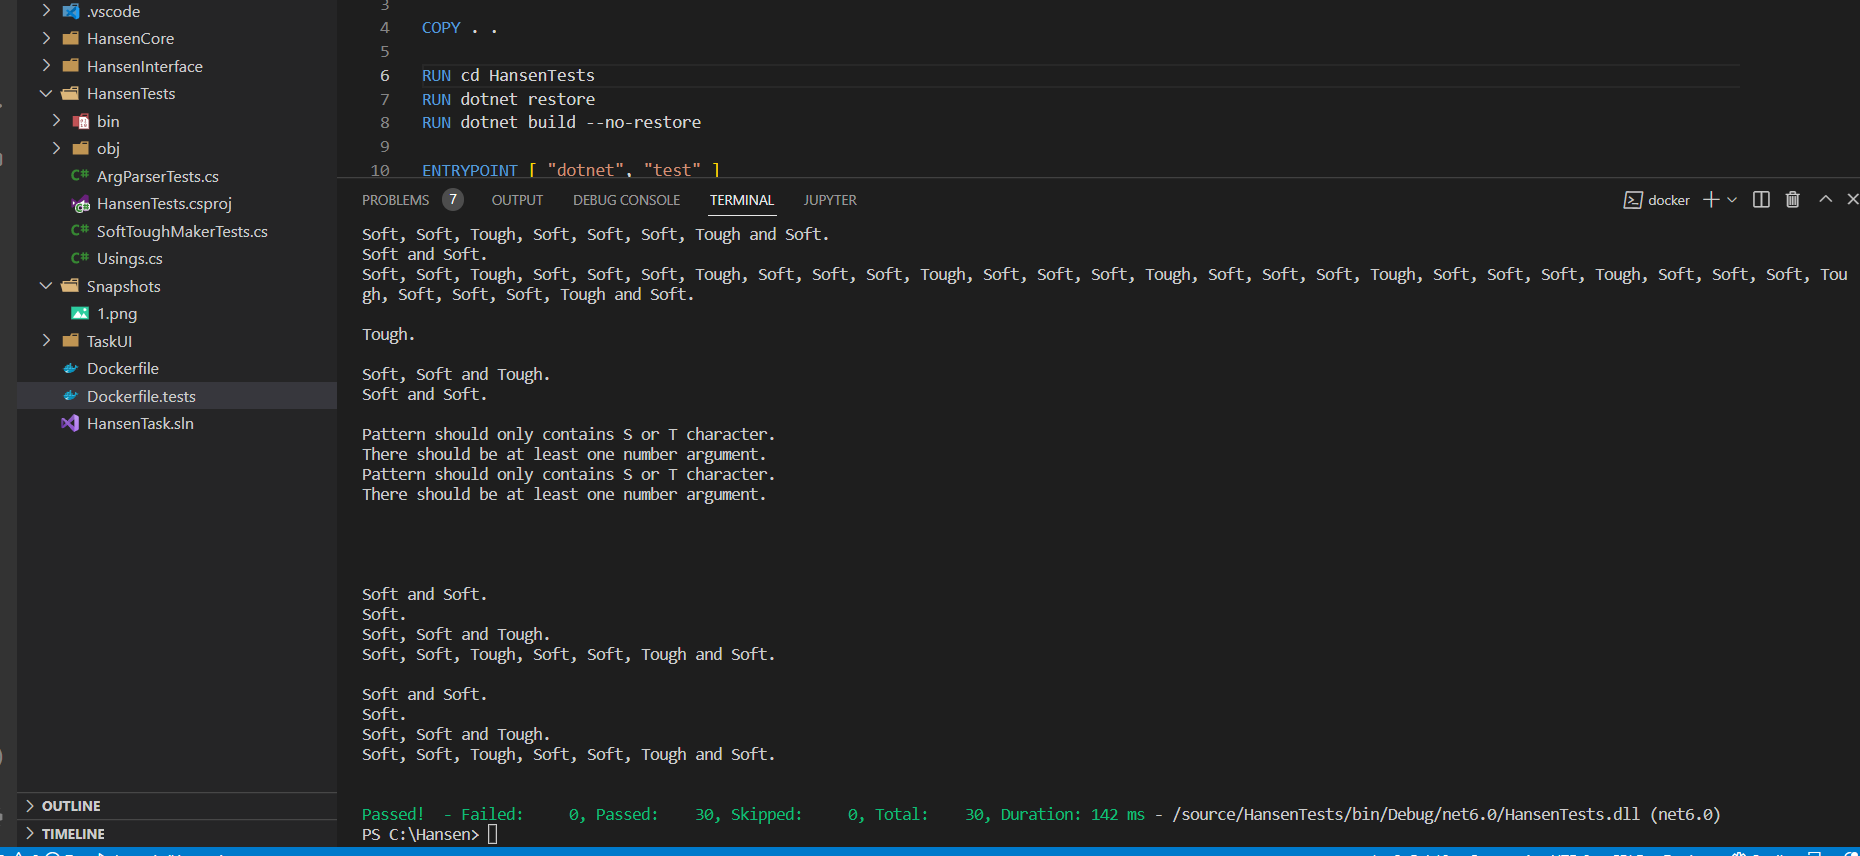 .vscode
HansenCore
HansenInterface
HansenTests
bin
obj
C# ArgParserTests.cs
HansenTests.csproj
C# SoftToughMakerTests.cs
C# Usings.cs
Snapshots
1.png
TaskUI
Dockerfile
Dockerfile.tests
HansenTask.sln
OUTLINE
TIMELINE
3
4 COPY . .
5
6 RUN cd HansenTests
7 RUN dotnet restore
8 RUN dotnet build --no-restore
9
10 ENTRYPOINT [ "dotnet", "test" ]
PROBLEMS 7 OUTPUT DEBUG CONSOLE TERMINAL JUPYTER docker
Soft, Soft, Tough, Soft, Soft, Soft, Tough and Soft.
Soft and Soft.
Soft, Soft, Tough, Soft, Soft, Soft, Tough, Soft, Soft, Soft, Tough, Soft, Soft, Soft, Tough, Soft, Soft, Soft, Tough, Soft, Soft, Soft, Tough, Soft, Soft, Soft, Tou
gh, Soft, Soft, Soft, Tough and Soft.
Tough.
Soft, Soft and Tough.
Soft and Soft.
Pattern should only contains S or T character.
There should be at least one number argument.
Pattern should only contains S or T character.
There should be at least one number argument.
Soft and Soft.
Soft.
Soft, Soft and Tough.
Soft, Soft, Tough, Soft, Soft, Tough and Soft.
Soft and Soft.
Soft.
Soft, Soft and Tough.
Soft, Soft, Tough, Soft, Soft, Tough and Soft.
Passed! - Failed: 0, Passed: 30, Skipped: 0, Total: 30, Duration: 142 ms - /source/HansenTests/bin/Debug/net6.0/HansenTests.dll (net6.0)
PS C:\Hansen>